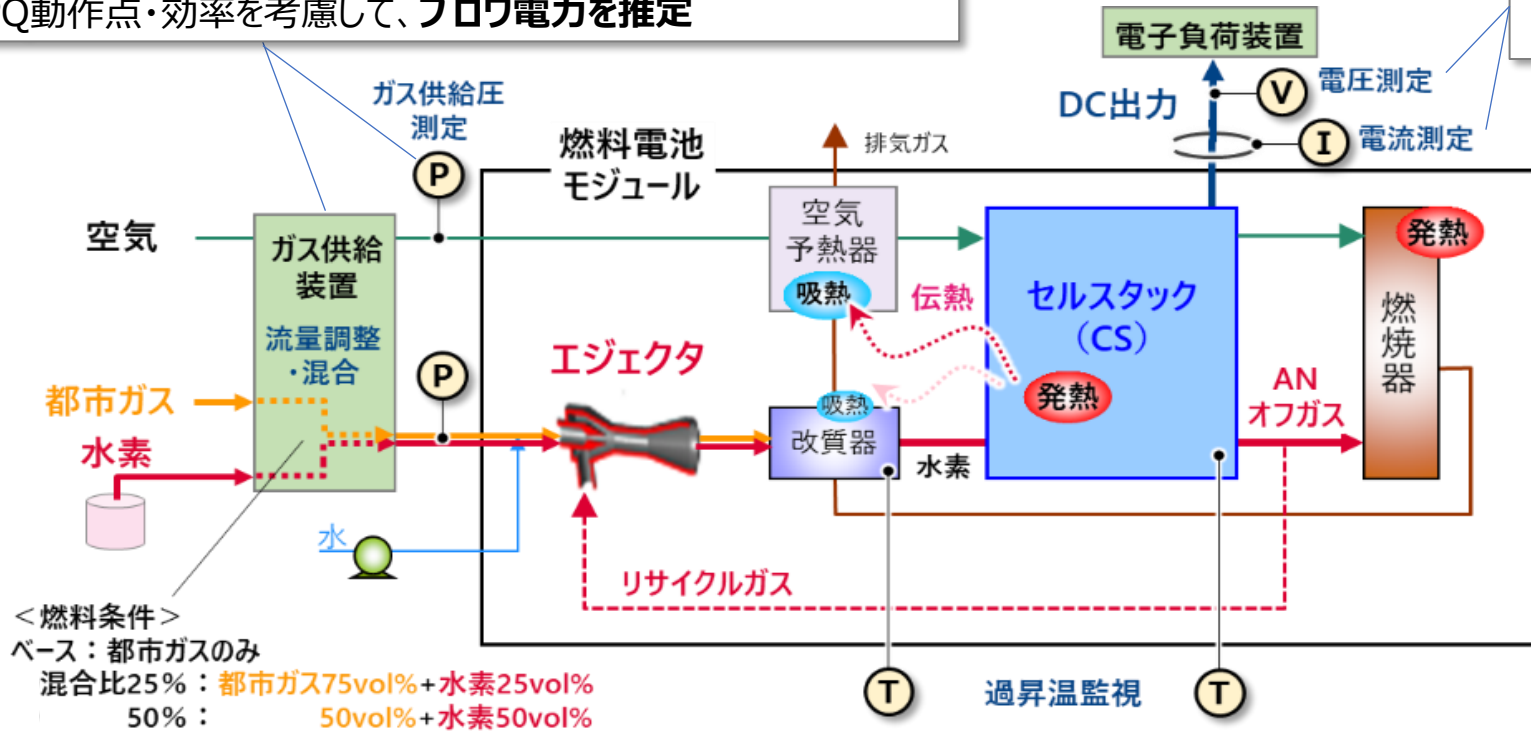 Q動作点・効率を考慮して、ブロワ電力を推定
電子負荷装置
ガス供給圧
測定
DC出力
V
電圧測定
I
電流測定
燃料電池
モジュール
排気ガス
P
空気
ガス供給
装置
流量調整
・混合
空気
予熱器
吸熱
伝熱
セルスタック
（CS）
発熱
発熱
燃焼器
エジェクタ
P
都市ガス
水素
吸熱
改質器
水素
AN
オフガス
水
リサイクルガス
＜燃料条件＞
ベース：都市ガスのみ
混合比25%：都市ガス75vol%+水素25vol%
50%： 50vol%+水素50vol%
T
過昇温監視
T